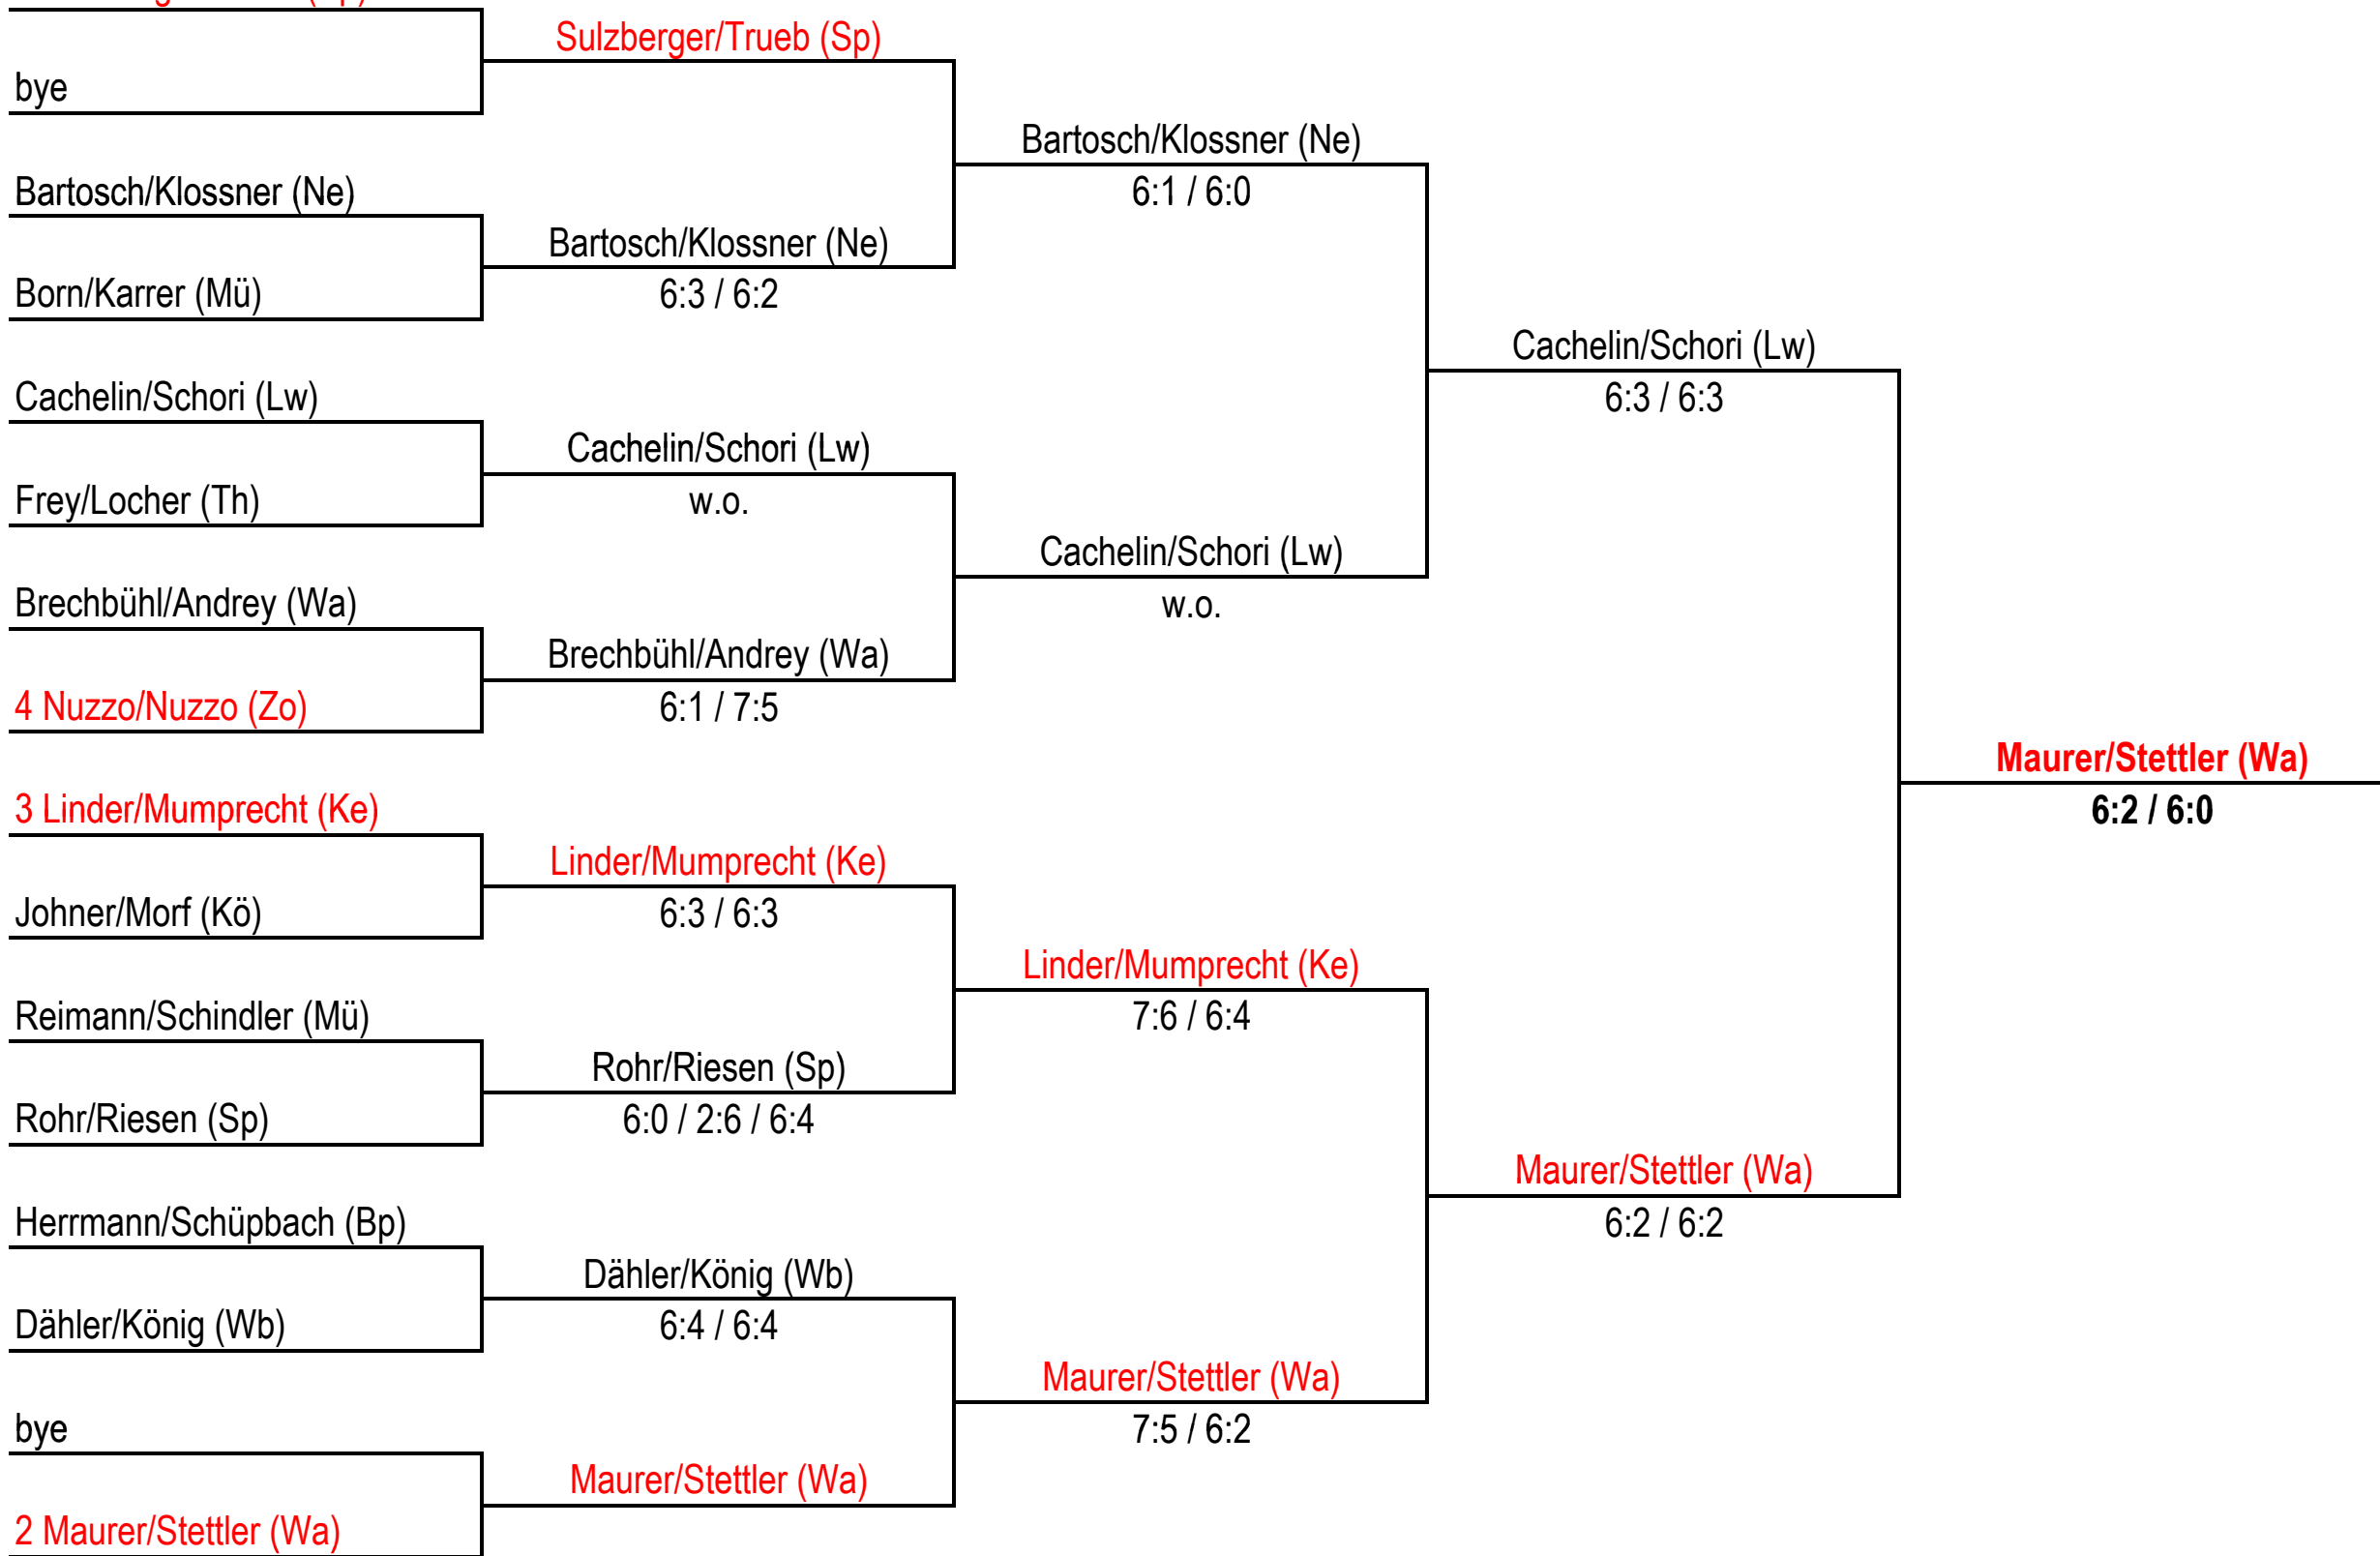 Sulzberger/Trueb (Sp)
bye
Bartosch/Klossner (Ne)
6:1 / 6:0
Bartosch/Klossner (Ne)
Bartosch/Klossner (Ne)
6:3 / 6:2
Born/Karrer (Mü)
Cachelin/Schori (Lw)
6:3 / 6:3
Cachelin/Schori (Lw)
Cachelin/Schori (Lw)
w.o.
Frey/Locher (Th)
Cachelin/Schori (Lw)
w.o.
Brechbühl/Andrey (Wa)
Brechbühl/Andrey (Wa)
6:1 / 7:5
4 Nuzzo/Nuzzo (Zo)
Maurer/Stettler (Wa)
6:2 / 6:0
3 Linder/Mumprecht (Ke)
Linder/Mumprecht (Ke)
6:3 / 6:3
Johner/Morf (Kö)
Linder/Mumprecht (Ke)
7:6 / 6:4
Reimann/Schindler (Mü)
Rohr/Riesen (Sp)
6:0 / 2:6 / 6:4
Rohr/Riesen (Sp)
Maurer/Stettler (Wa)
6:2 / 6:2
Herrmann/Schüpbach (Bp)
Dähler/König (Wb)
6:4 / 6:4
Dähler/König (Wb)
Maurer/Stettler (Wa)
7:5 / 6:2
bye
Maurer/Stettler (Wa)
2 Maurer/Stettler (Wa)